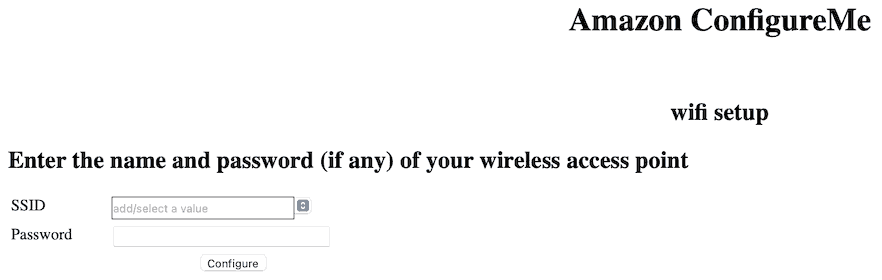 Amazon ConfigureMe
wifi setup
Enter the name and password (if any) of your wireless access point
SSID add/select a value
Password
Configure